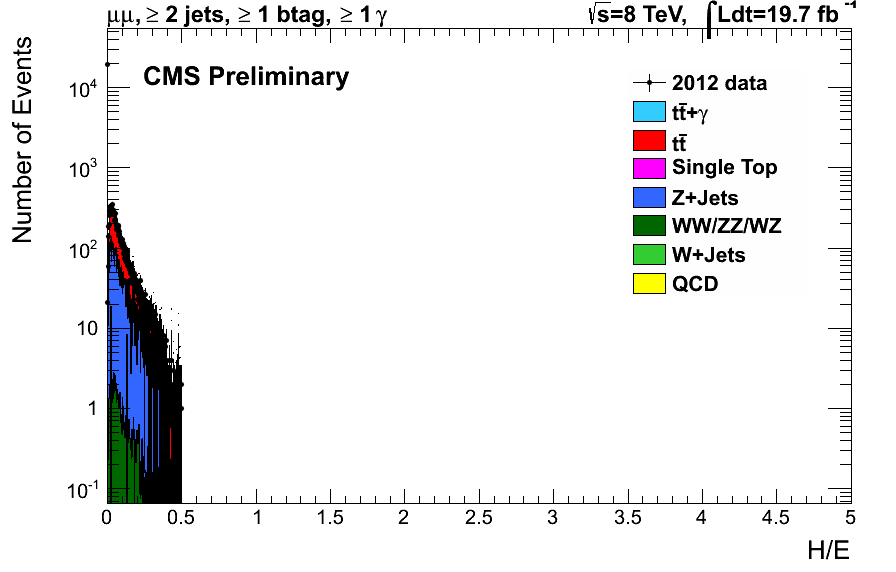 μμ, ≥ 2 jets, ≥ 1 btag, ≥ 1 γ
√s=8 TeV, ∫Ldt=19.7 fb⁻¹
CMS Preliminary
2012 data
tt̄+γ
tt̄
Single Top
Z+Jets
WW/ZZ/WZ
W+Jets
QCD
Number of Events
10⁴
10³
10²
10
1
10⁻¹
0 0.5 1 1.5 2 2.5 3 3.5 4 4.5 5
H/E